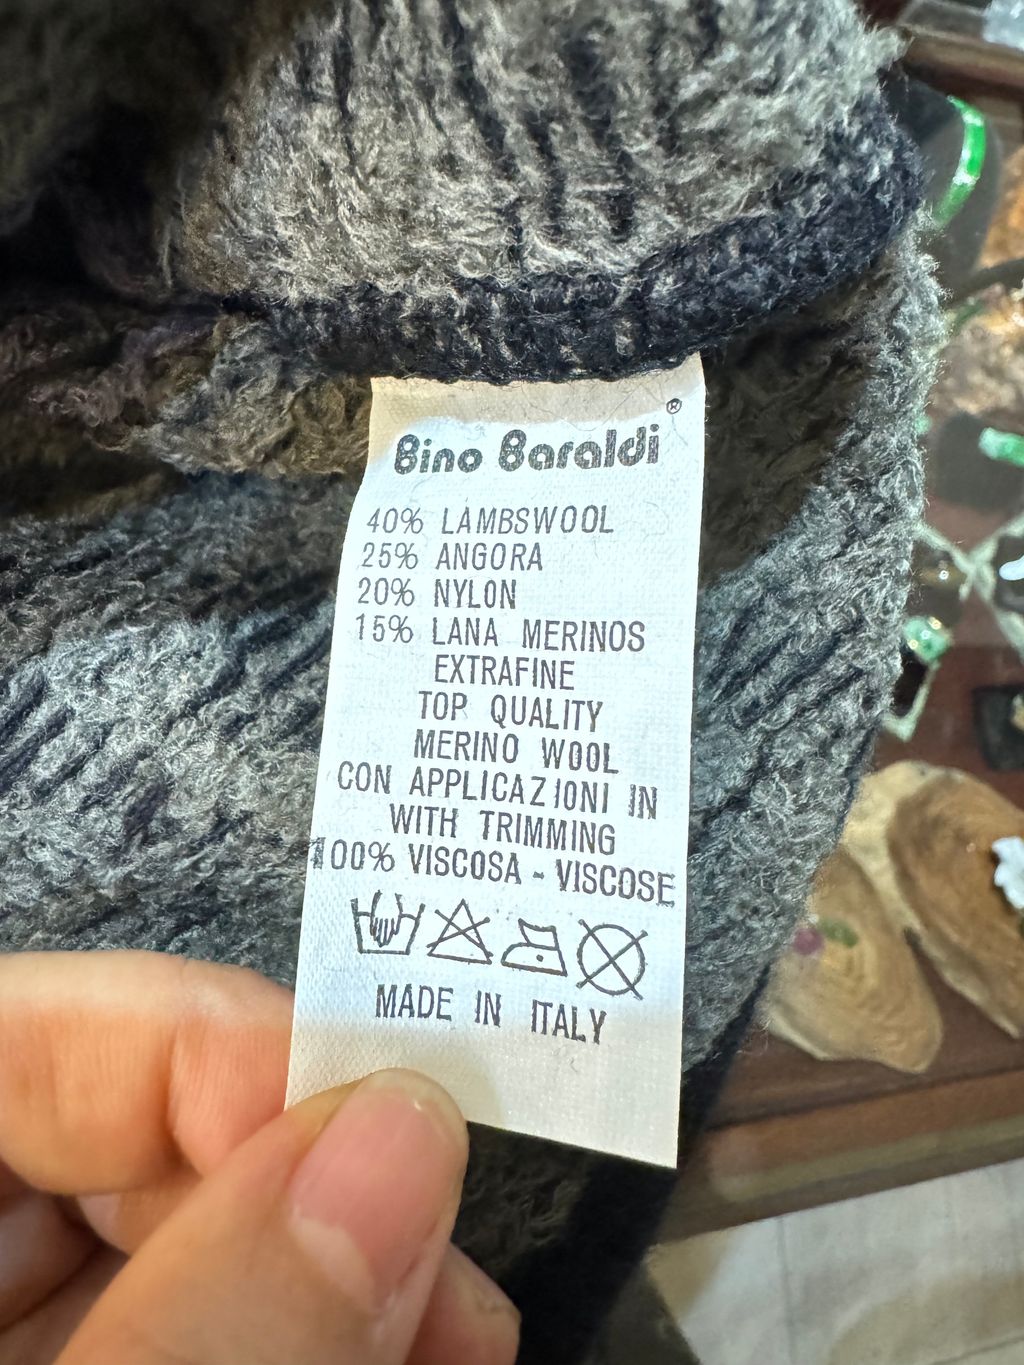 Bino Baraldi®
40% LAMBSWOOL
25% ANGORA
20% NYLON
15% LANA MERINOS
EXTRAFINE
TOP QUALITY
MERINO WOOL
CON APPLICAZIONI IN
WITH TRIMMING
100% VISCOSA - VISCOSE
MADE IN ITALY